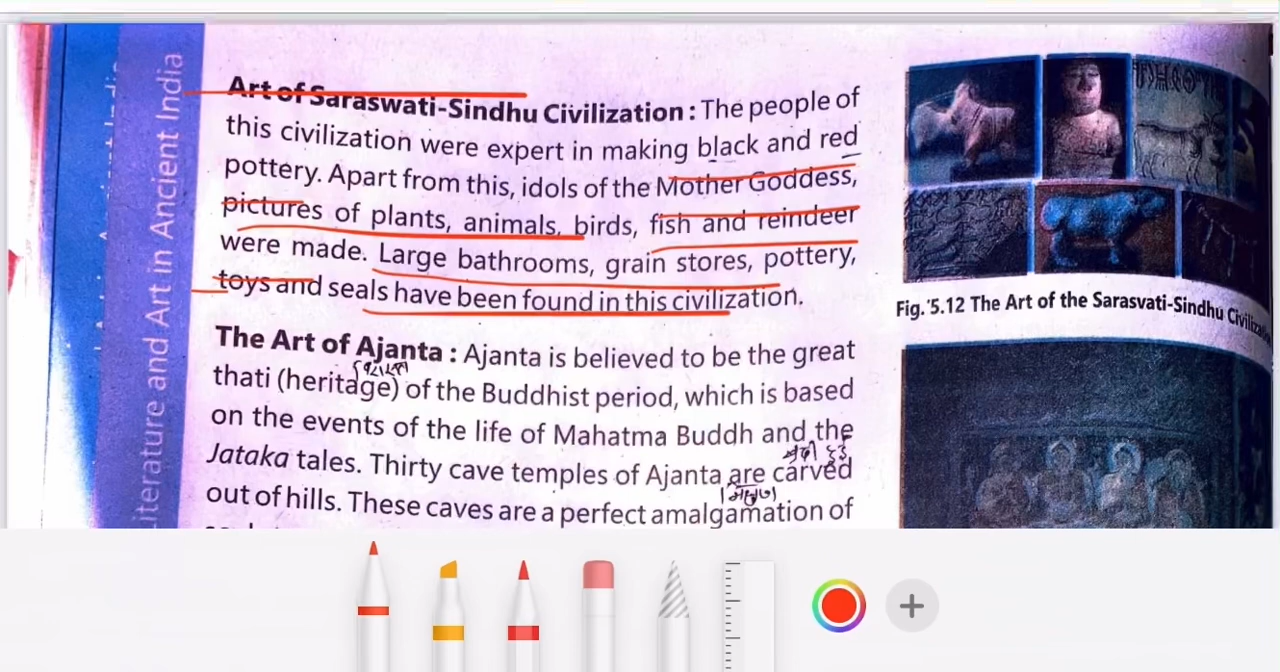 Literature and Art in Ancient India
Art of Saraswati-Sindhu Civilization : The people of
this civilization were expert in making black and red
pottery. Apart from this, idols of the Mother Goddess,
pictures of plants, animals, birds, fish and reindeer
were made. Large bathrooms, grain stores, pottery,
toys and seals have been found in this civilization.
The Art of Ajanta : Ajanta is believed to be the great
thati (heritage) of the Buddhist period, which is based
on the events of the life of Mahatma Buddh and the
Jataka tales. Thirty cave temples of Ajanta are carved
out of hills. These caves are a perfect amalgamation of
Fig. 5.12 The Art of the Sarasvati-Sindhu Civilization